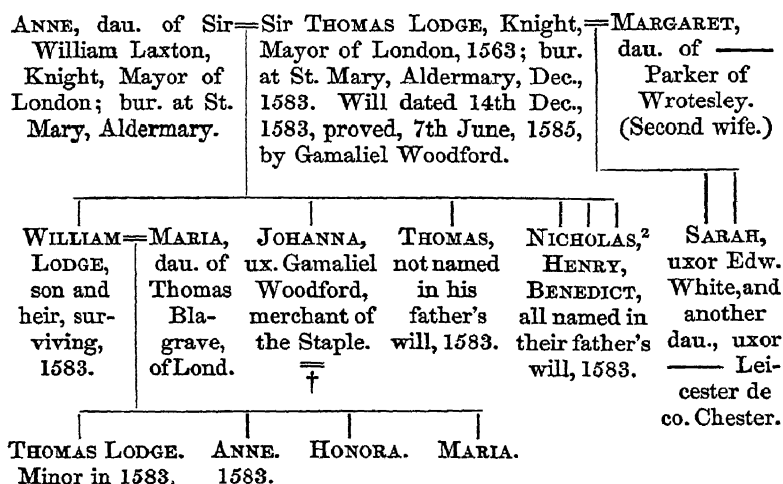 ANNE, dau. of Sir
William Laxton,
Knight, Mayor of
London; bur. at St.
Mary, Aldermary.
Sir THOMAS LODGE, Knight,
Mayor of London, 1563; bur.
at St. Mary, Aldermary, Dec.,
1583. Will dated 14th Dec.,
1583, proved, 7th June, 1585,
by Gamaliel Woodford.
MARGARET,
dau. of ——
Parker of
Wrotesley.
(Second wife.)
WILLIAM
LODGE,
son and
heir, sur-
viving,
1583.
MARIA,
dau. of
Thomas
Bla-
grave,
of Lond.
JOHANNA,
ux. Gamaliel
Woodford,
merchant of
the Staple.
†
THOMAS,
not named
in his
father's
will, 1583.
NICHOLAS,²
HENRY,
BENEDICT,
all named in
their father's
will, 1583.
SARAH,
uxor Edw.
White, and
another
dau., uxor
—— Lei-
cester de
co. Chester.
THOMAS LODGE.
Minor in 1583.
ANNE.
1583.
HONORA.
MARIA.